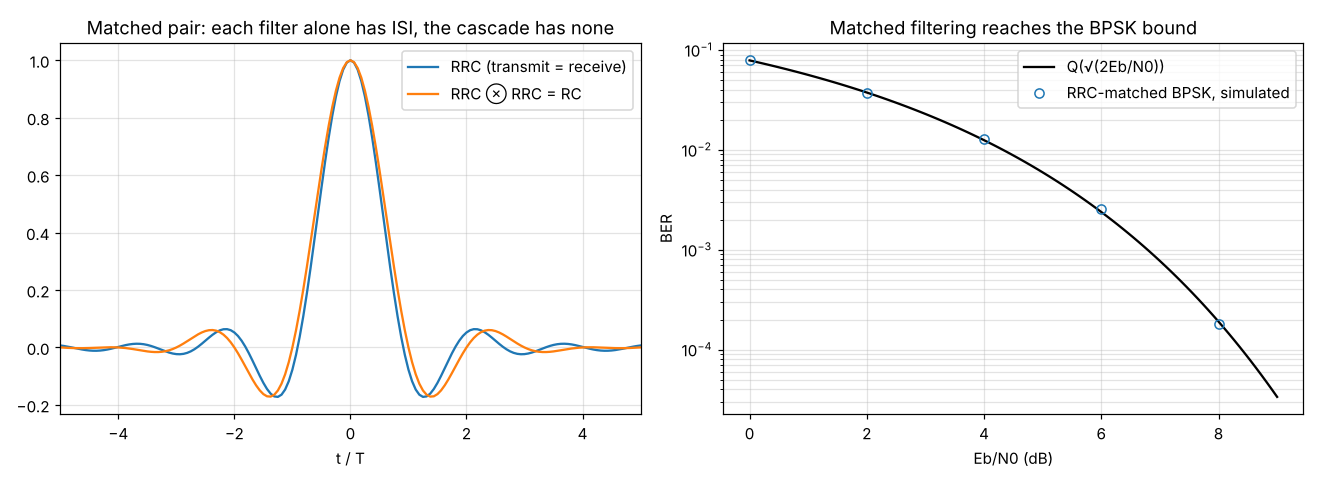 Matched pair: each filter alone has ISI, the cascade has none
1.0
0.8
0.6
0.4
0.2
0.0
−0.2
−4
−2
0
2
4
t / T
RRC (transmit = receive)
RRC ⊗ RRC = RC
Matched filtering reaches the BPSK bound
10⁻¹
10⁻²
10⁻³
10⁻⁴
BER
0
2
4
6
8
Eb/N0 (dB)
Q(√(2Eb/N0))
RRC-matched BPSK, simulated